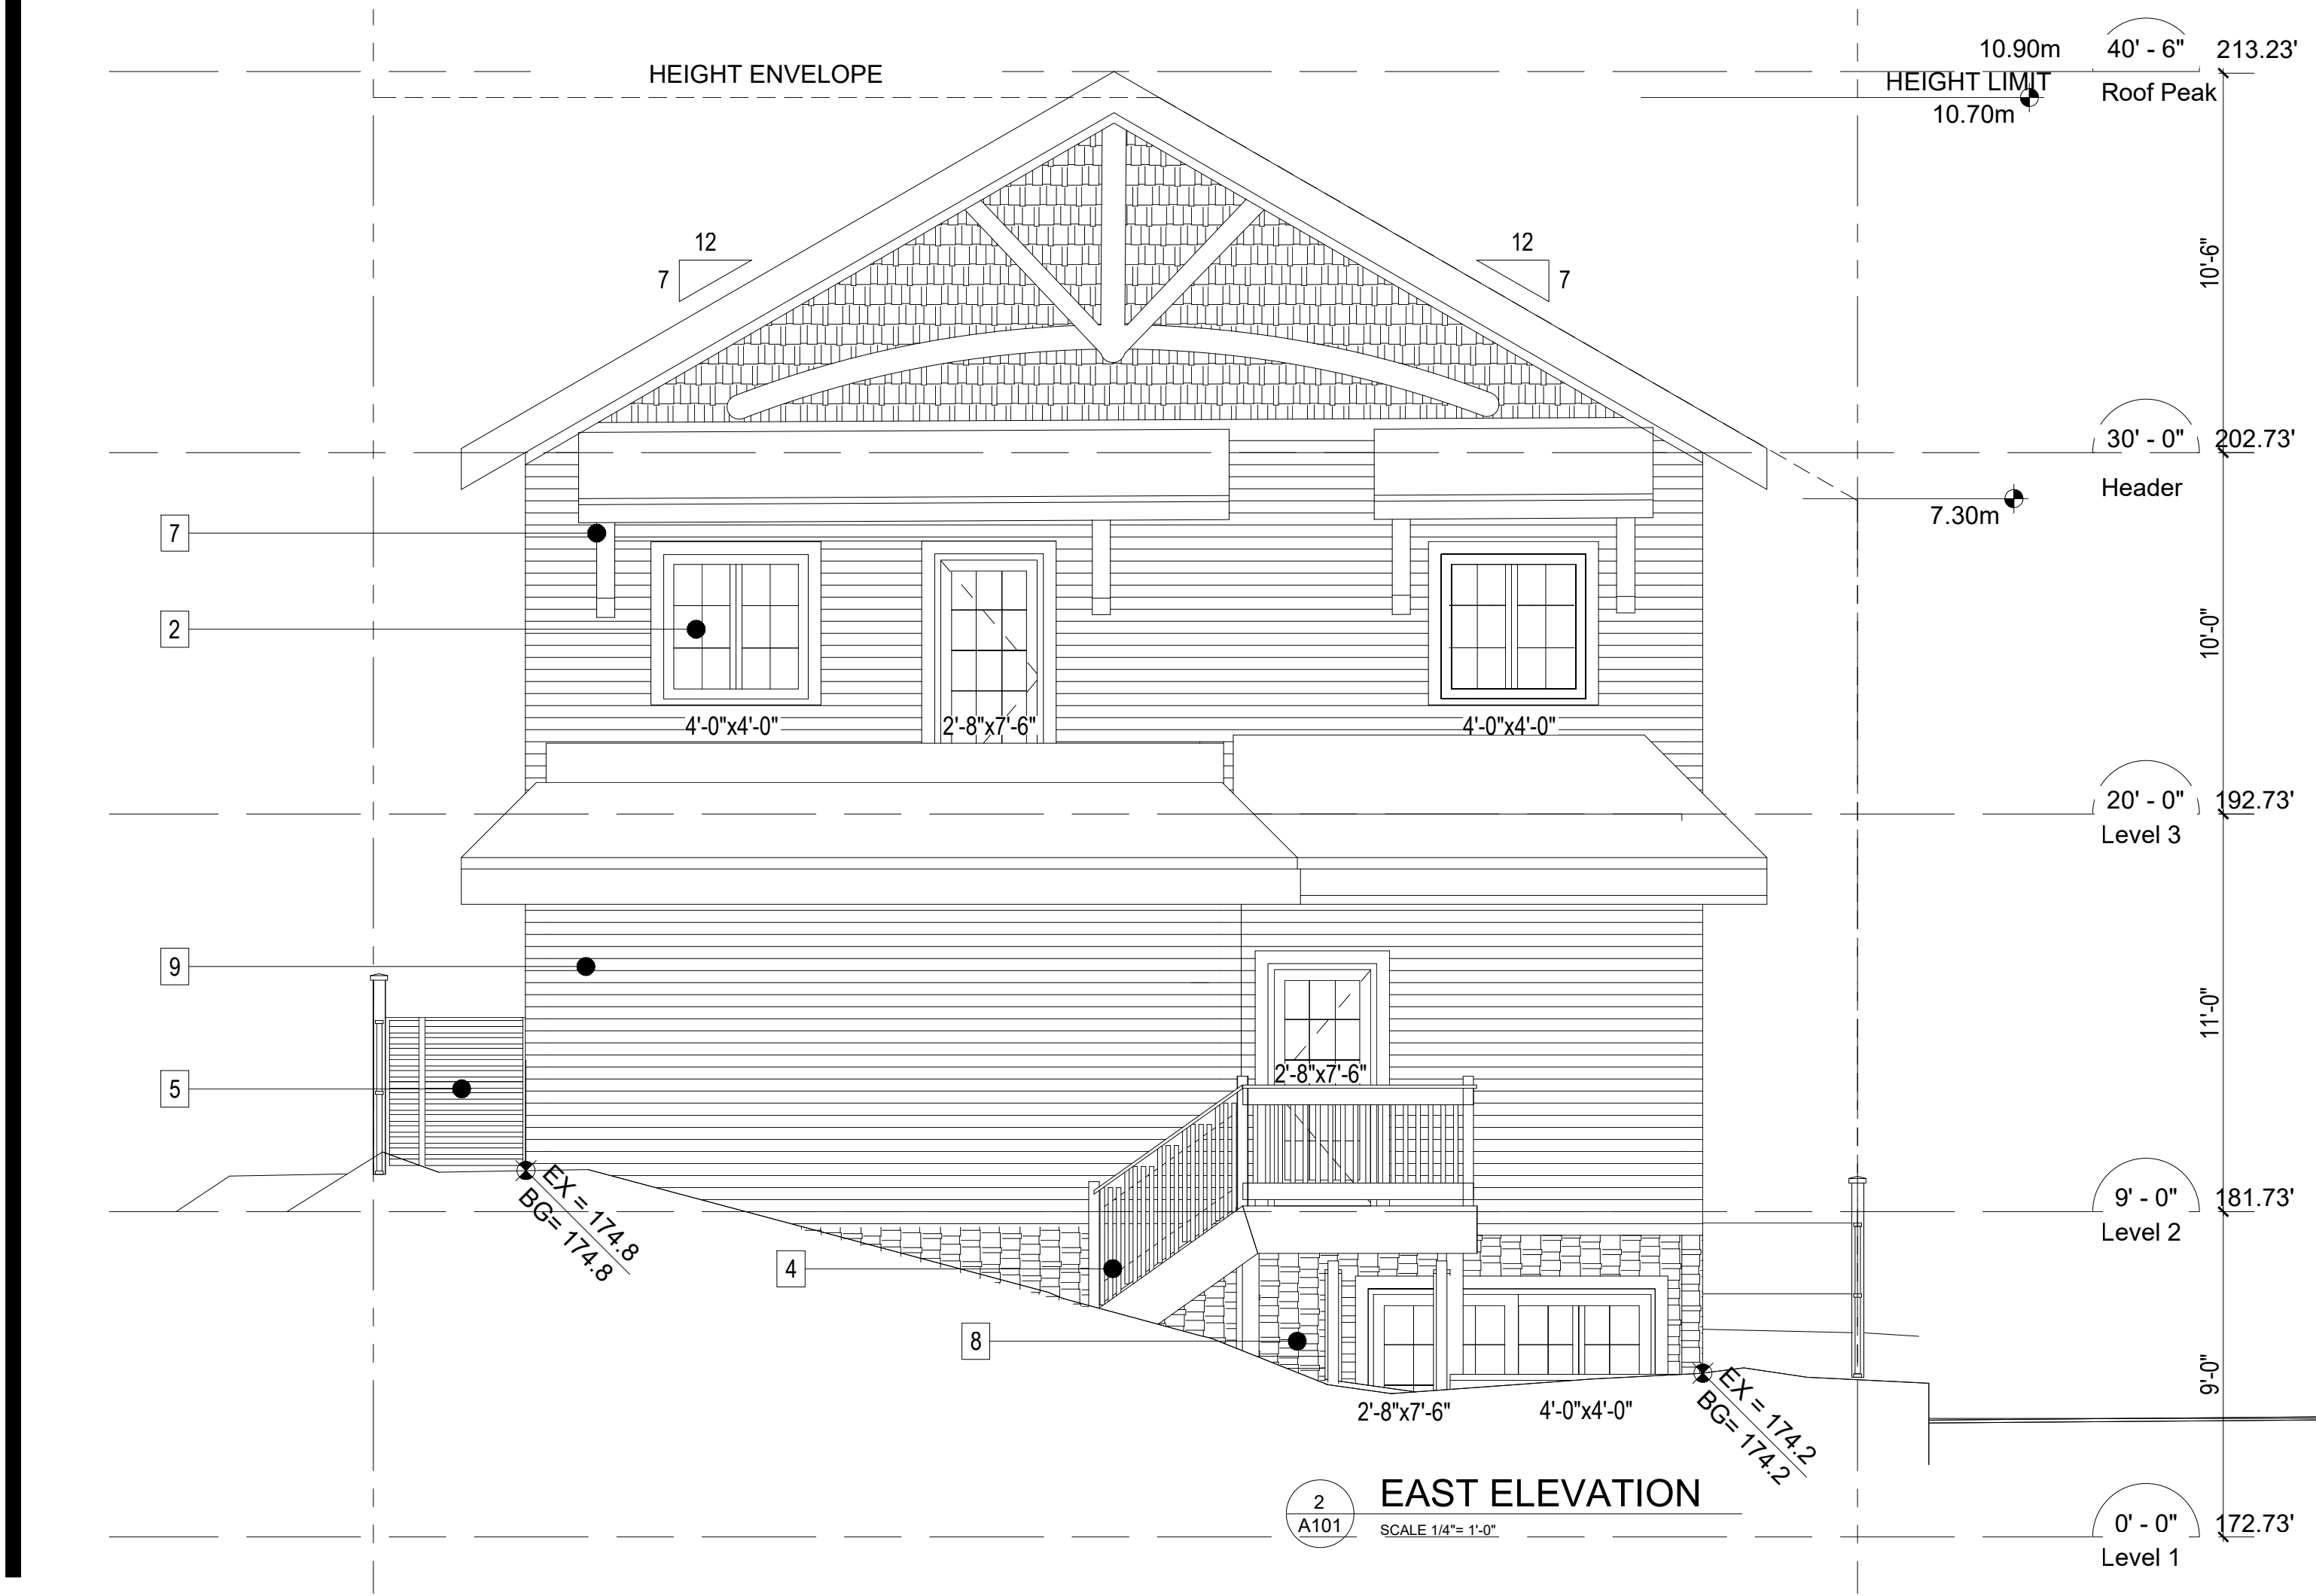 10.90m 40' - 6" 213.23'
HEIGHT ENVELOPE
HEIGHT LIMIT
10.70m
Roof Peak
12
7
12
7
10'-6"
30' - 0" 202.73'
Header
7.30m
7
2
10'-0"
4'-0"x4'-0"
2'-8"x7'-6"
4'-0"x4'-0"
20' - 0" 192.73'
Level 3
9
11'-0"
2'-8"x7'-6"
5
EX = 174.8
BG= 174.8
9' - 0" 181.73'
Level 2
4
8
9'-0"
2'-8"x7'-6"
4'-0"x4'-0"
EX = 174.2
BG= 174.2
2
A101
EAST ELEVATION
SCALE 1/4"= 1'-0"
0' - 0" 172.73'
Level 1